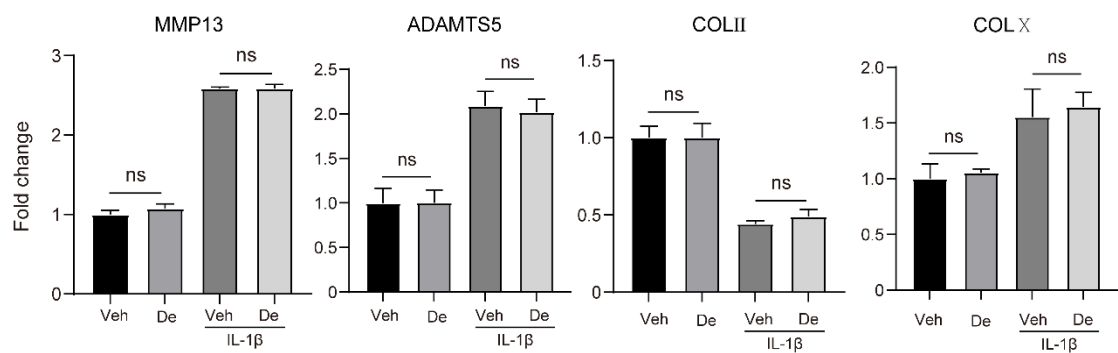 MMP13
Fold change
3
2
1
0
ns
ns
Veh
De
Veh
De
IL-1β
ADAMTS5
2.5
2.0
1.5
1.0
0.5
0.0
ns
ns
Veh
De
Veh
De
IL-1β
COLII
1.5
1.0
0.5
0
ns
ns
Veh
De
Veh
De
IL-1β
COL X
2.0
1.5
1.0
0.5
0.0
ns
ns
Veh
De
Veh
De
IL-1β